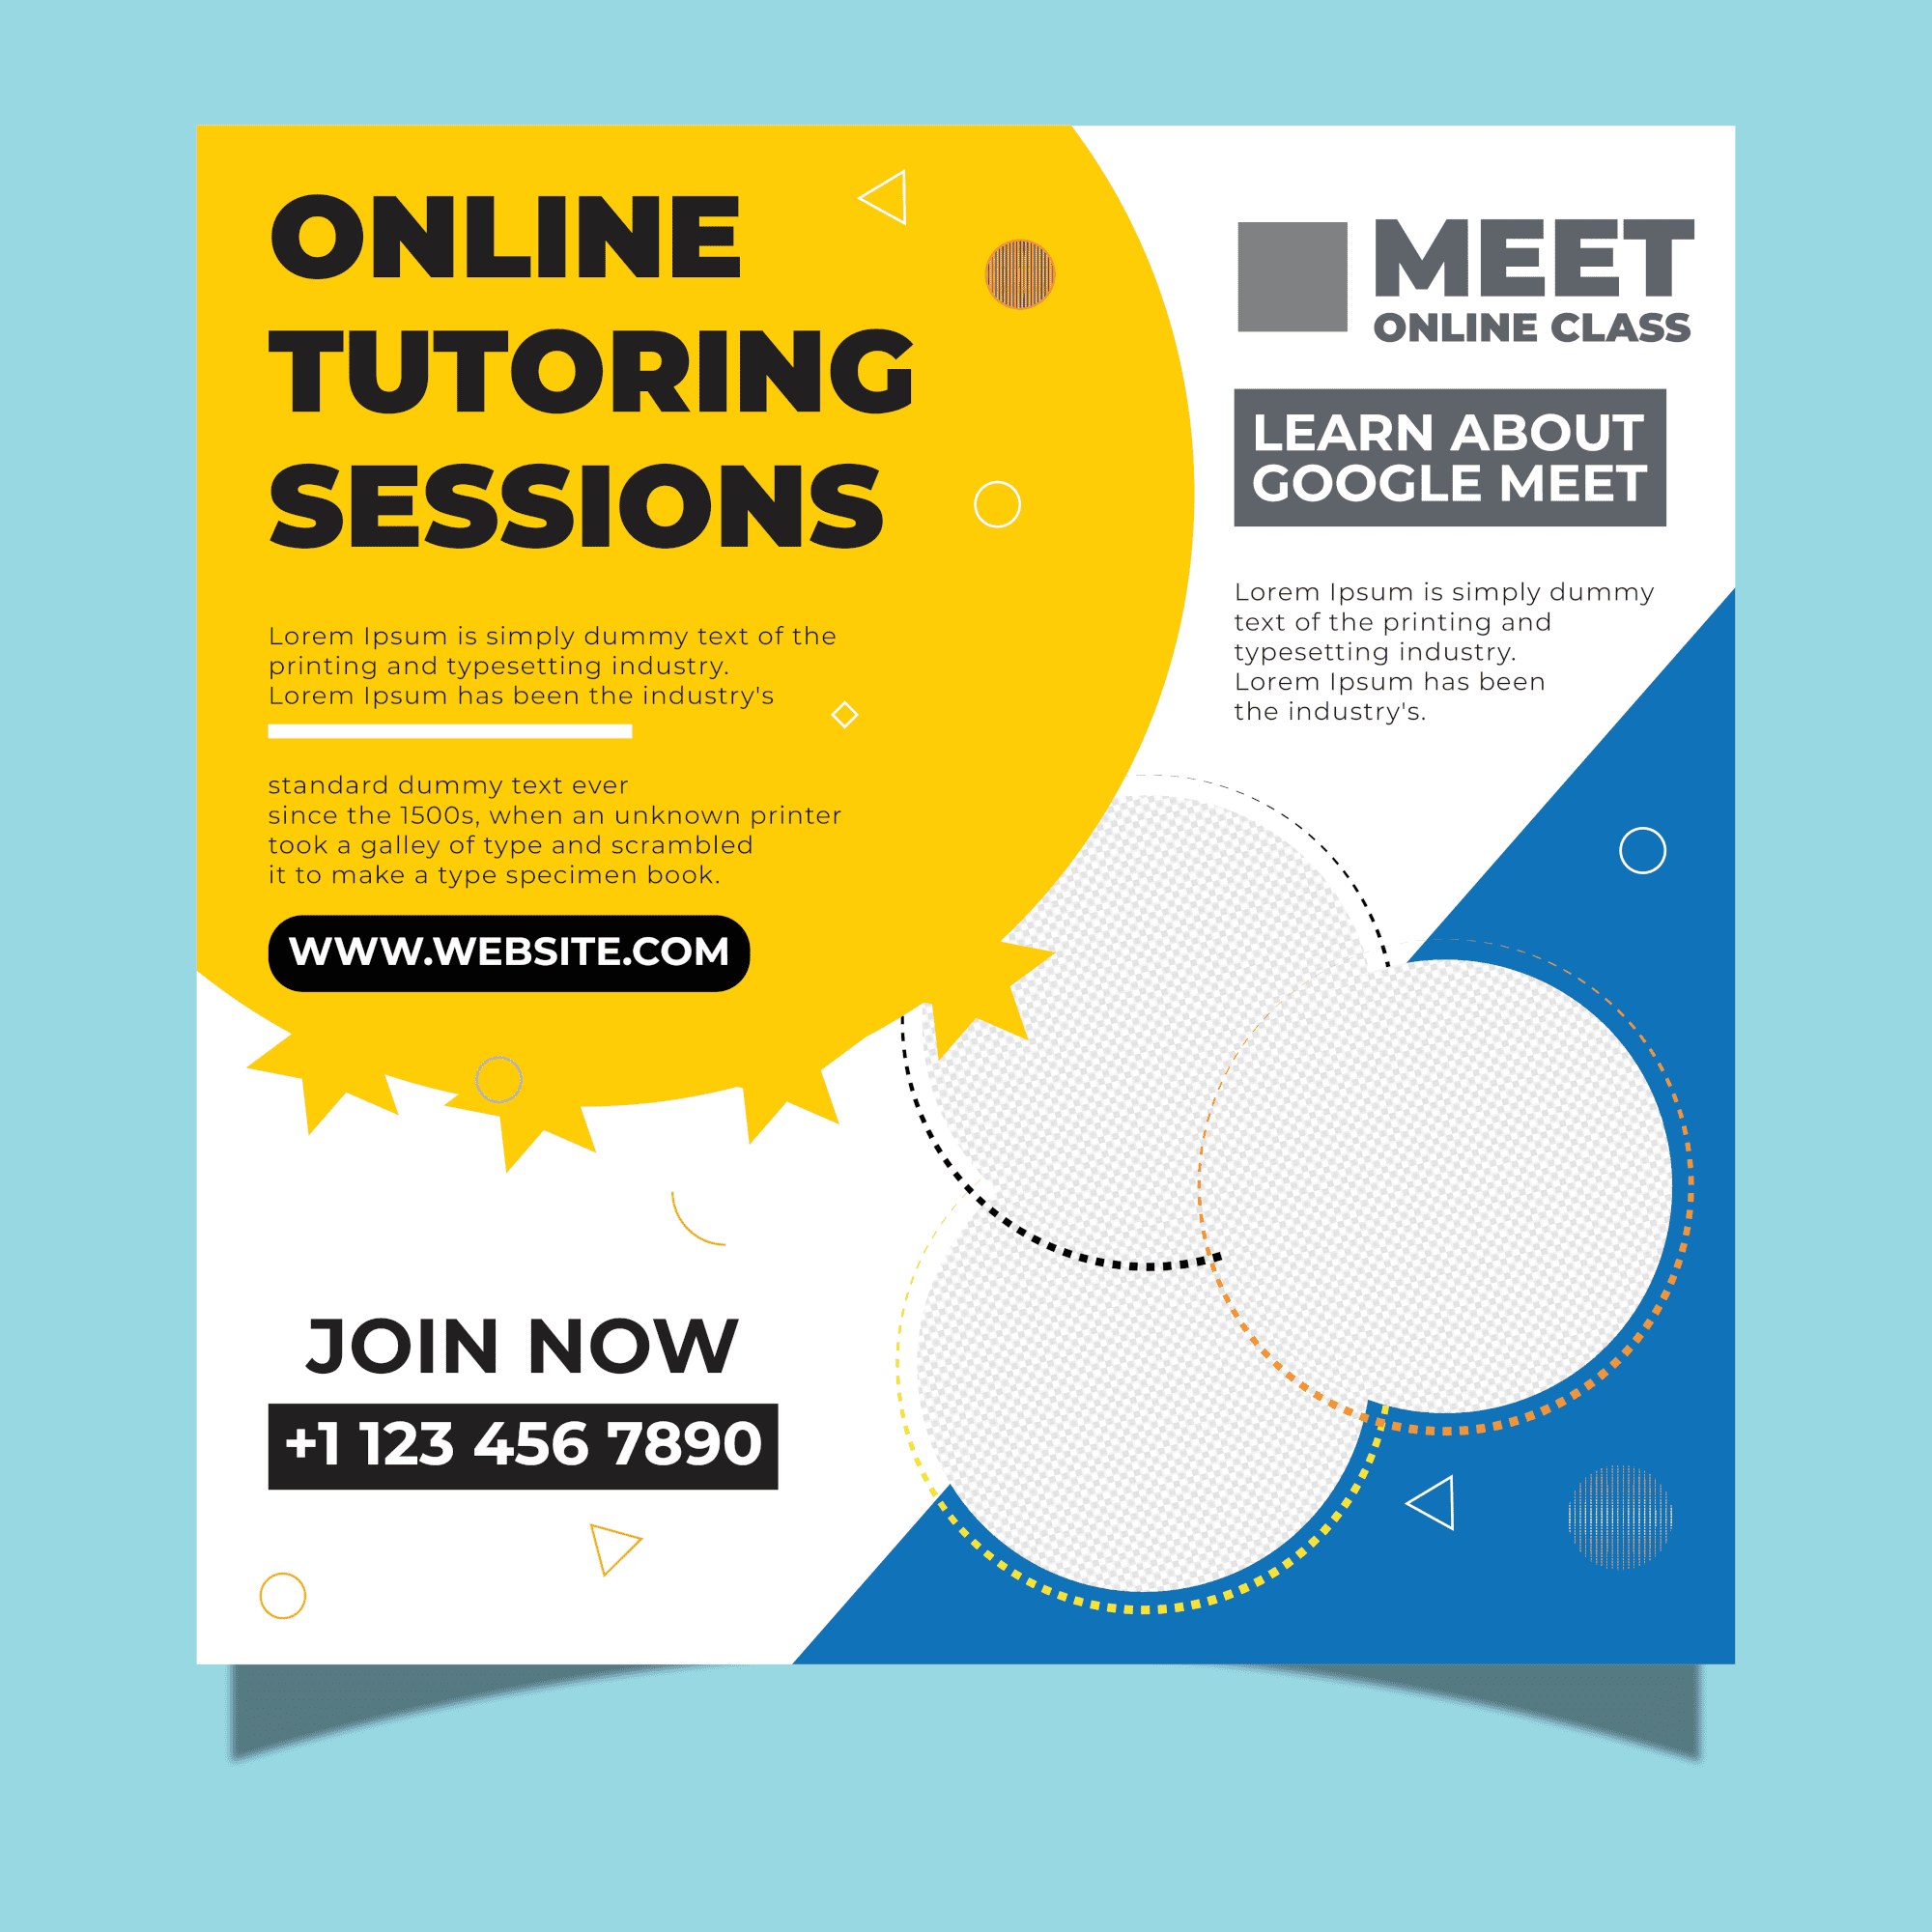 ONLINE
TUTORING
SESSIONS
Lorem Ipsum is simply dummy text of the
printing and typesetting industry.
Lorem Ipsum has been the industry's
standard dummy text ever
since the 1500s, when an unknown printer
took a galley of type and scrambled
it to make a type specimen book.
WWW.WEBSITE.COM
JOIN NOW
+1 123 456 7890
MEET
ONLINE CLASS
LEARN ABOUT
GOOGLE MEET
Lorem Ipsum is simply dummy
text of the printing and
typesetting industry.
Lorem Ipsum has been
the industry's.